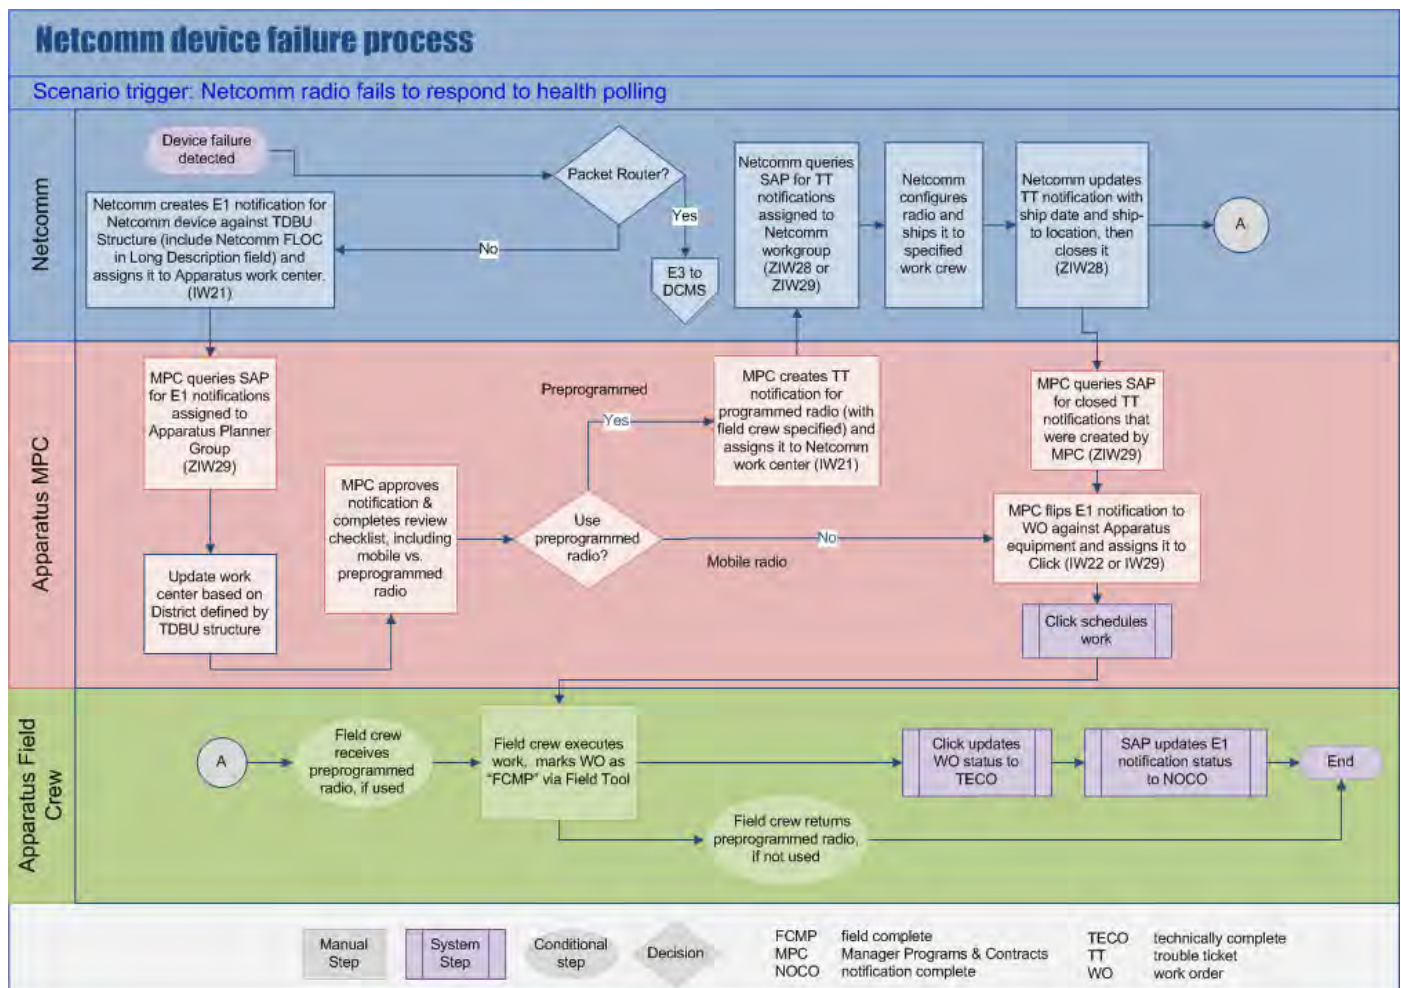 Netcomm device failure process
Scenario trigger: Netcomm radio fails to respond to health polling
Netcomm
Device failure
detected
Packet Router?
Yes
No
E3 to
DCMS
Netcomm creates E1 notification for
Netcomm device against TDBU
Structure (include Netcomm FLOC
in Long Description field) and
assigns it to Apparatus work center.
(IW21)
Netcomm queries
SAP for TT
notifications
assigned to
Netcomm
workgroup
(ZIW28 or
ZIW29)
Netcomm
configures
radio and
ships it to
specified
work crew
Netcomm updates
TT notification with
ship date and ship-
to location, then
closes it
(ZIW28)
A
Apparatus MPC
MPC queries SAP
for E1 notifications
assigned to
Apparatus Planner
Group
(ZIW29)
Update work
center based on
District defined by
TDBU structure
MPC approves
notification &
completes review
checklist, including
mobile vs.
preprogrammed
radio
Use
preprogrammed
radio?
Preprogrammed
Yes
No
Mobile radio
MPC creates TT
notification for
programmed radio (with
field crew specified) and
assigns it to Netcomm
work center (IW21)
MPC queries SAP
for closed TT
notifications that
were created by
MPC (ZIW29)
MPC flips E1 notification to
WO against Apparatus
equipment and assigns it to
Click (IW22 or IW29)
Click schedules
work
Apparatus Field
Crew
A
Field crew
receives
preprogrammed
radio, if used
Field crew executes
work, marks WO as
“FCMP” via Field Tool
Field crew returns
preprogrammed radio,
if not used
Click updates
WO status to
TECO
SAP updates E1
notification status
to NOCO
End
Manual
Step
System
Step
Conditional
step
Decision
FCMP field complete
MPC Manager Programs & Contracts
NOCO notification complete
TECO technically complete
TT trouble ticket
WO work order